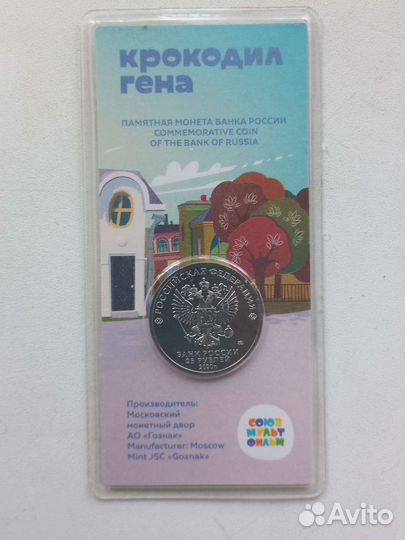 крокодил
гена
ПАМЯТНАЯ МОНЕТА БАНКА РОССИИ
COMMEMORATIVE COIN
OF THE BANK OF RUSSIA
РОССИЙСКАЯ ФЕДЕРАЦИЯ
БАНК РОССИИ
25 РУБЛЕЙ
2020 г.
Производитель:
Московский
монетный двор
АО «Гознак»
Manufacturer: Moscow
Mint JSC «Goznak»
СОЮЗ
МУЛЬТ
ФИЛЬМ
Avito